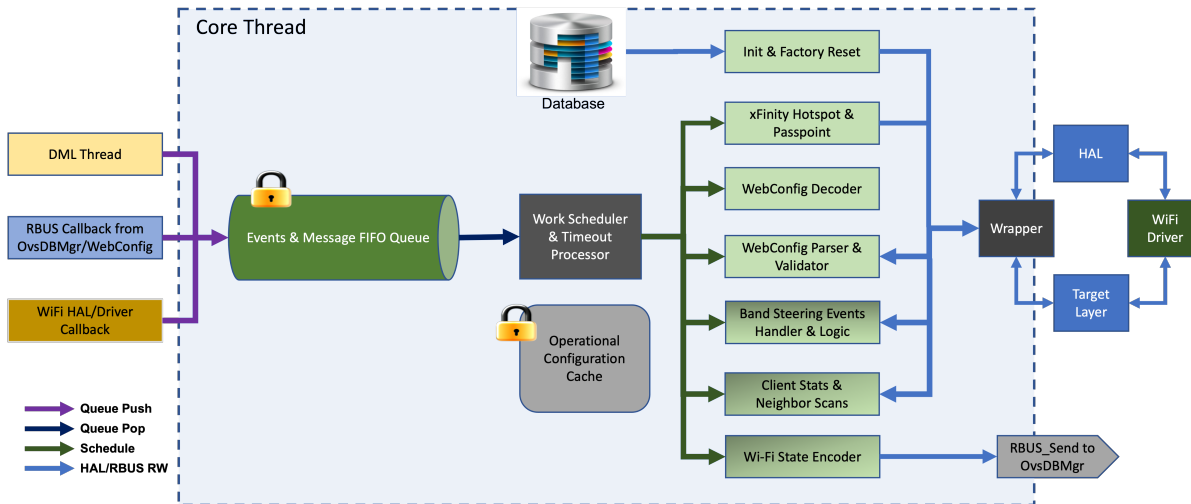 Core Thread
Database
Init & Factory Reset
xFinity Hotspot &
Passpoint
WebConfig Decoder
WebConfig Parser &
Validator
Band Steering Events
Handler & Logic
Client Stats &
Neighbor Scans
Wi-Fi State Encoder
DML Thread
RBUS Callback from
OvsDBMgr/WebConfig
WiFi HAL/Driver
Callback
Events & Message FIFO Queue
Work Scheduler
& Timeout
Processor
Operational
Configuration
Cache
Wrapper
HAL
WiFi
Driver
Target
Layer
RBUS_Send to
OvsDBMgr
Queue Push
Queue Pop
Schedule
HAL/RBUS RW